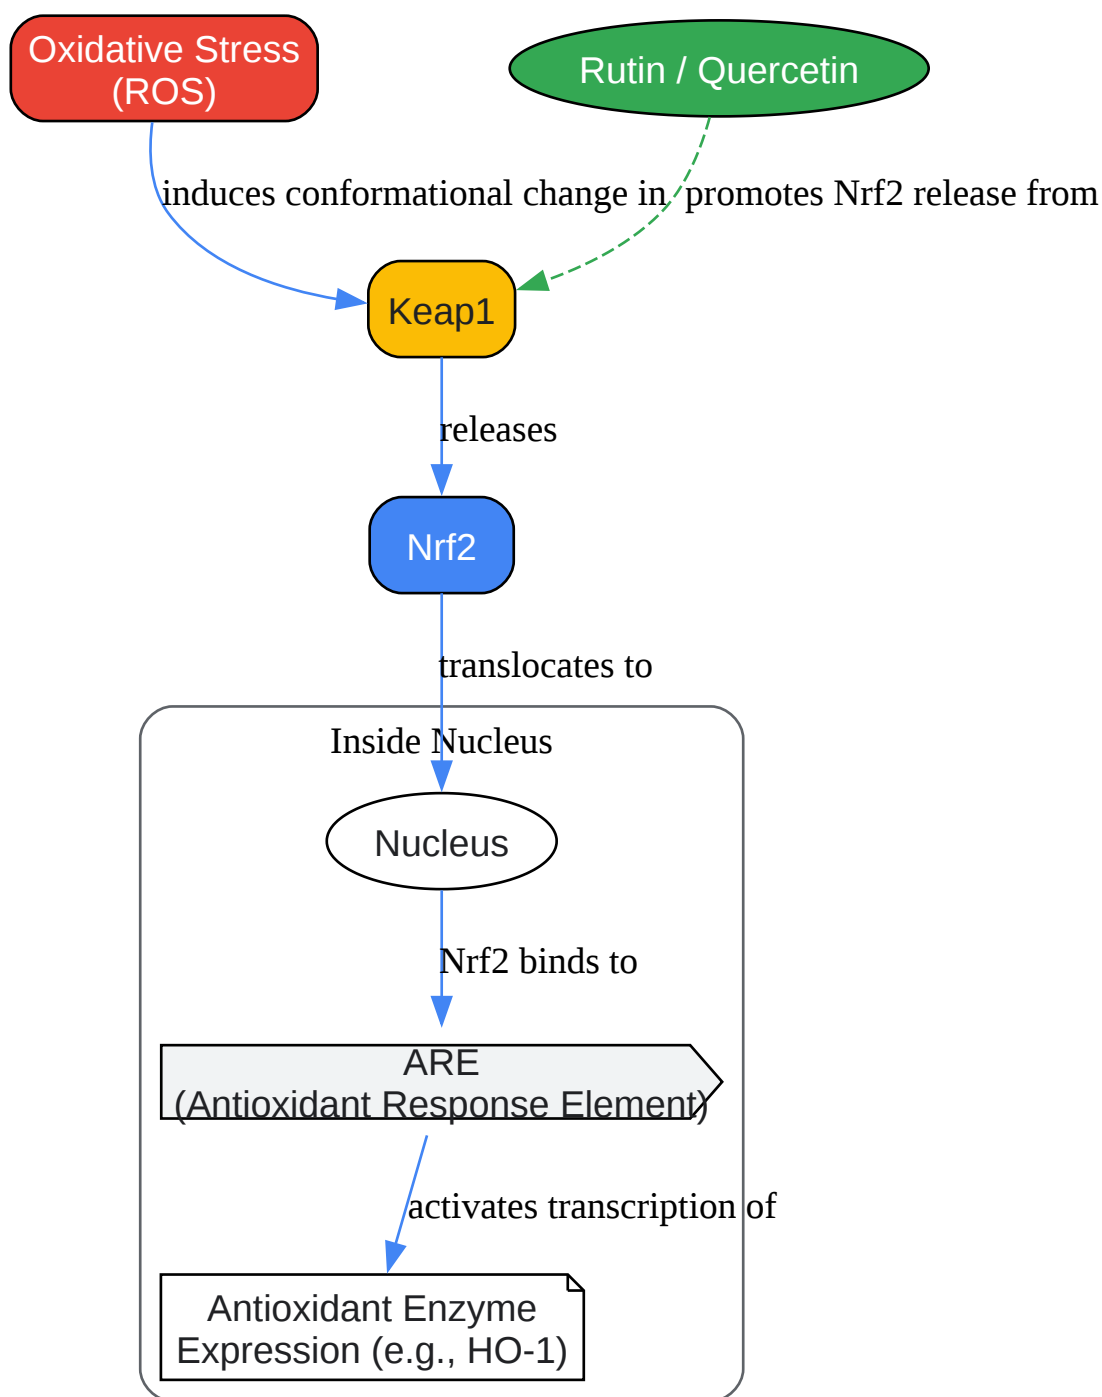 Oxidative Stress
(ROS)
Rutin / Quercetin
induces conformational change in
promotes Nrf2 release from
Keap1
releases
Nrf2
translocates to
Inside Nucleus
Nucleus
Nrf2 binds to
ARE
(Antioxidant Response Element)
activates transcription of
Antioxidant Enzyme
Expression (e.g., HO-1)